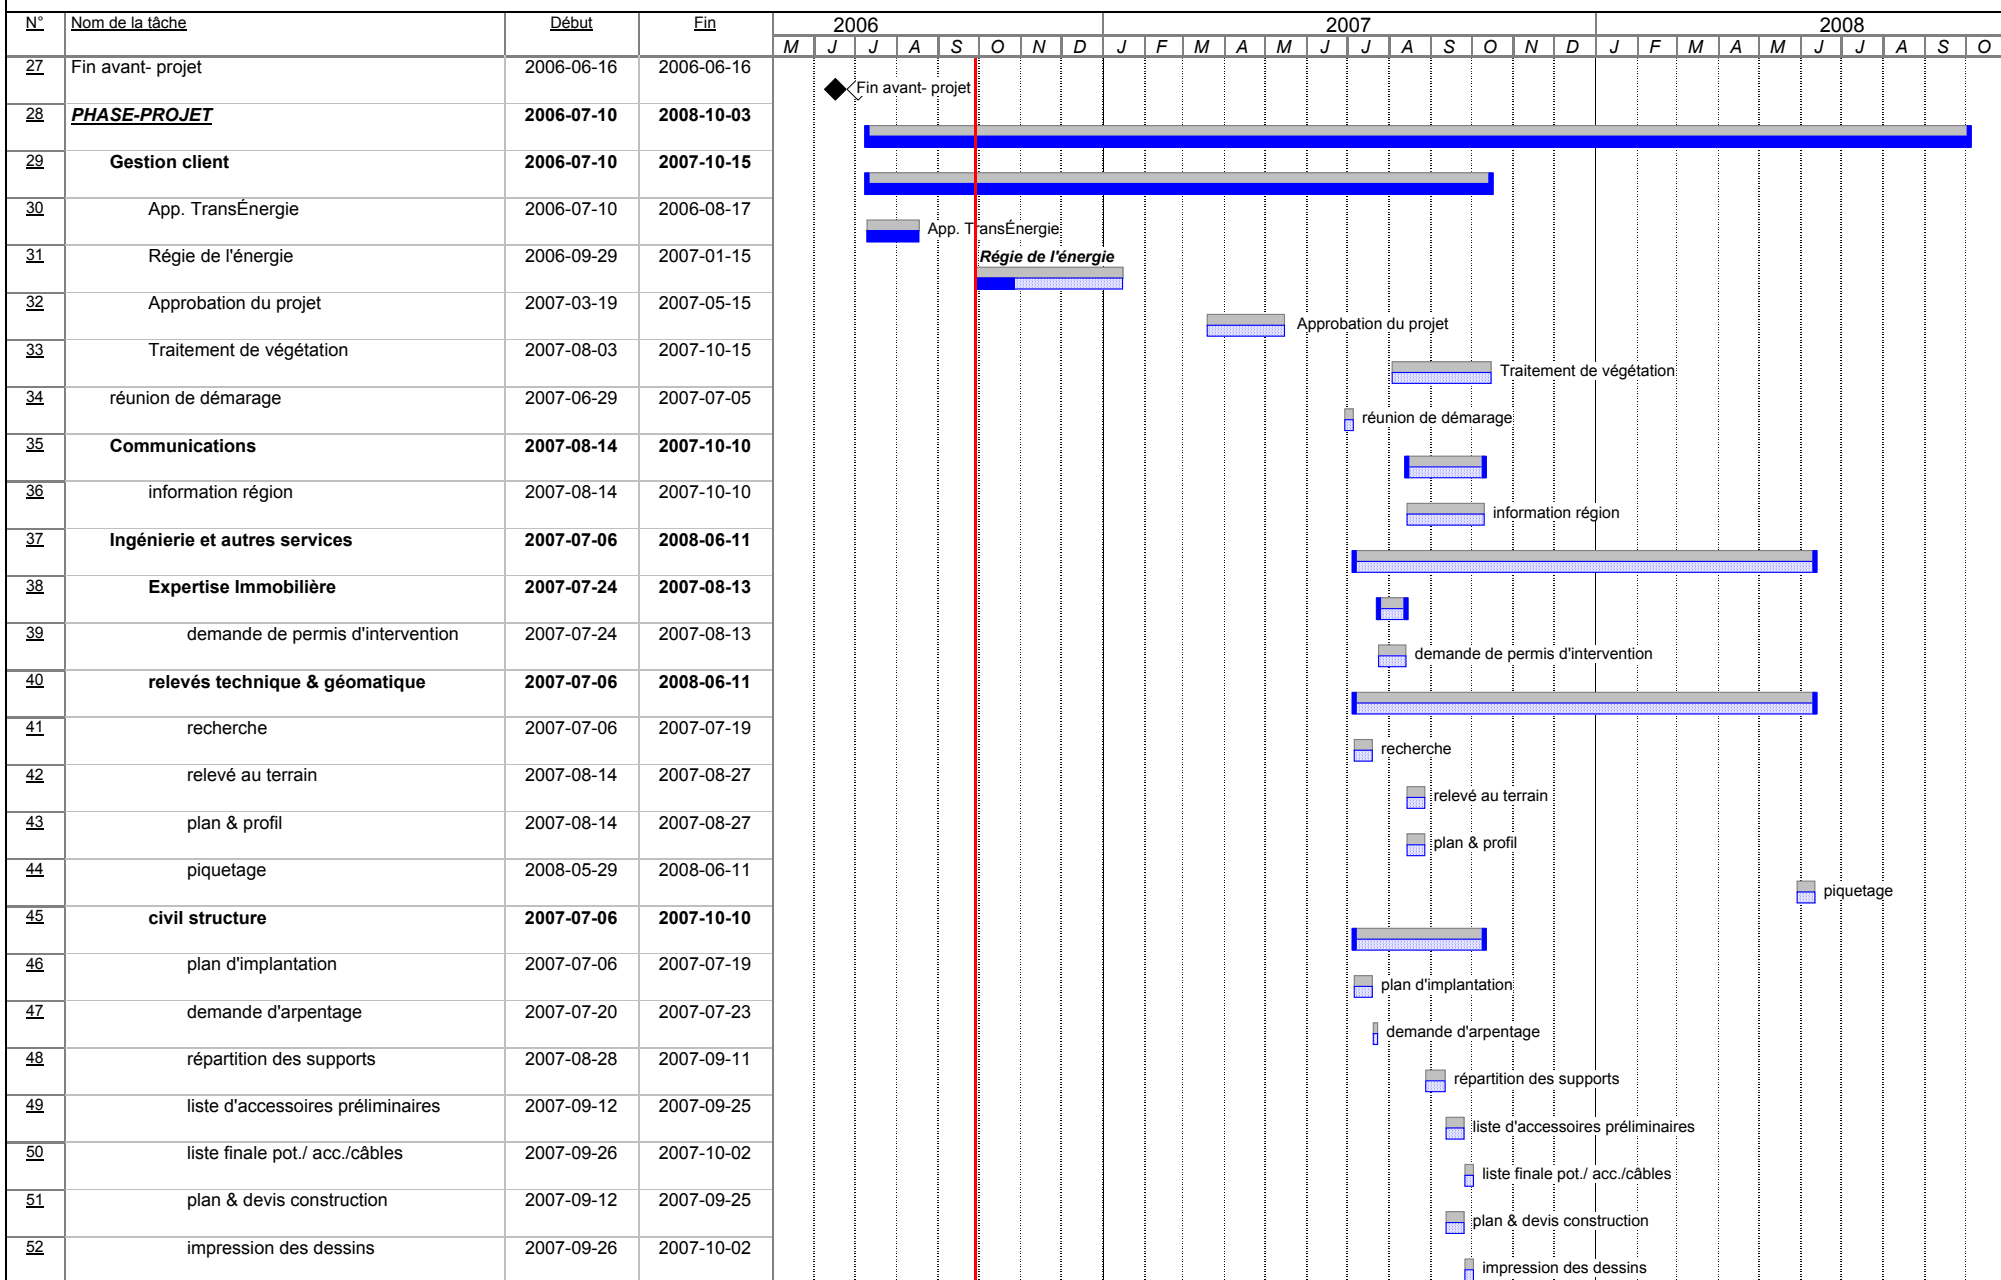 N° Nom de la tâche Début Fin 2006 2007 2008
M J J A S O N D J F M A M J J A S O N D J F M A M J J A S O
27 Fin avant- projet 2006-06-16 2006-06-16
Fin avant- projet
28 PHASE-PROJET 2006-07-10 2008-10-03
29 Gestion client 2006-07-10 2007-10-15
30 App. TransÉnergie 2006-07-10 2006-08-17
App. TransÉnergie
31 Régie de l'énergie 2006-09-29 2007-01-15
Régie de l'énergie
32 Approbation du projet 2007-03-19 2007-05-15
Approbation du projet
33 Traitement de végétation 2007-08-03 2007-10-15
Traitement de végétation
34 réunion de démarage 2007-06-29 2007-07-05
réunion de démarage
35 Communications 2007-08-14 2007-10-10
36 information région 2007-08-14 2007-10-10
information région
37 Ingénierie et autres services 2007-07-06 2008-06-11
38 Expertise Immobilière 2007-07-24 2007-08-13
39 demande de permis d'intervention 2007-07-24 2007-08-13
demande de permis d'intervention
40 relevés technique & géomatique 2007-07-06 2008-06-11
41 recherche 2007-07-06 2007-07-19
recherche
42 relevé au terrain 2007-08-14 2007-08-27
relevé au terrain
43 plan & profil 2007-08-14 2007-08-27
plan & profil
44 piquetage 2008-05-29 2008-06-11
piquetage
45 civil structure 2007-07-06 2007-10-10
46 plan d'implantation 2007-07-06 2007-07-19
plan d'implantation
47 demande d'arpentage 2007-07-20 2007-07-23
demande d'arpentage
48 répartition des supports 2007-08-28 2007-09-11
répartition des supports
49 liste d'accessoires préliminaires 2007-09-12 2007-09-25
liste d'accessoires préliminaires
50 liste finale pot./ acc./câbles 2007-09-26 2007-10-02
liste finale pot./ acc./câbles
51 plan & devis construction 2007-09-12 2007-09-25
plan & devis construction
52 impression des dessins 2007-09-26 2007-10-02
impression des dessins